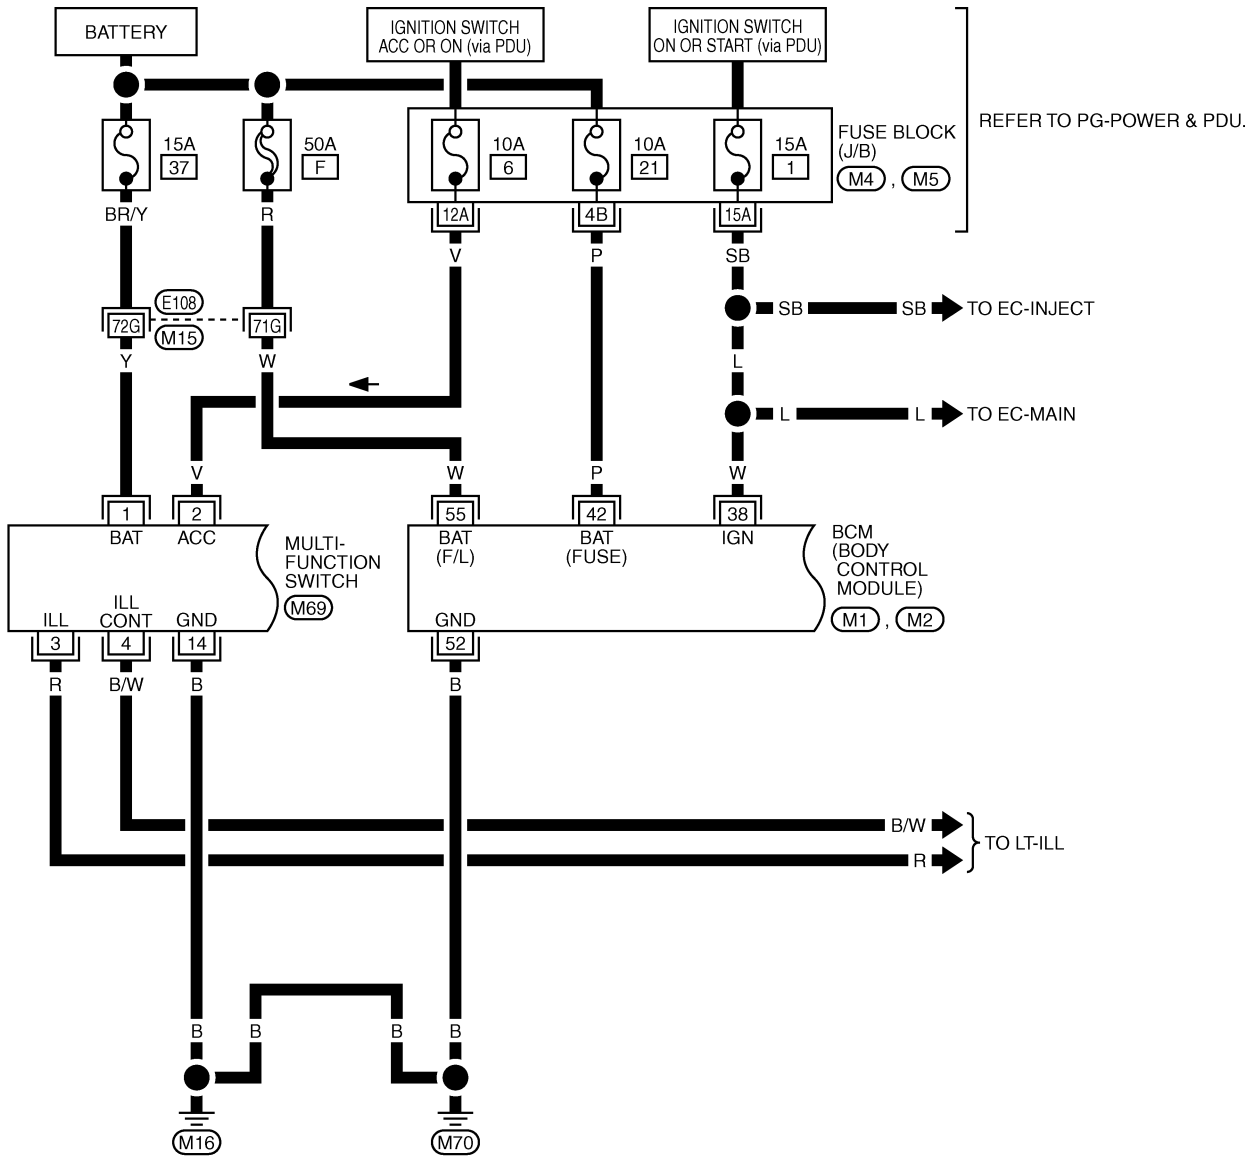 BATTERY
IGNITION SWITCH
ACC OR ON (via PDU)
IGNITION SWITCH
ON OR START (via PDU)
REFER TO PG-POWER & PDU.
15A
37
50A
F
10A
6
10A
21
15A
1
FUSE BLOCK
(J/B)
M4 , M5
12A
4B
15A
BR/Y
R
V
P
SB
E108
72G
71G
M15
SB
SB
TO EC-INJECT
Y
W
L
L
L
TO EC-MAIN
V
W
P
W
1
2
55
42
38
BAT
ACC
BAT
(F/L)
BAT
(FUSE)
IGN
MULTI-
FUNCTION
SWITCH
M69
BCM
(BODY
CONTROL
MODULE)
M1 , M2
ILL
ILL
CONT
GND
GND
3
4
14
52
R
B/W
B
B
B/W
R
TO LT-ILL
B
B
B
B
M16
M70